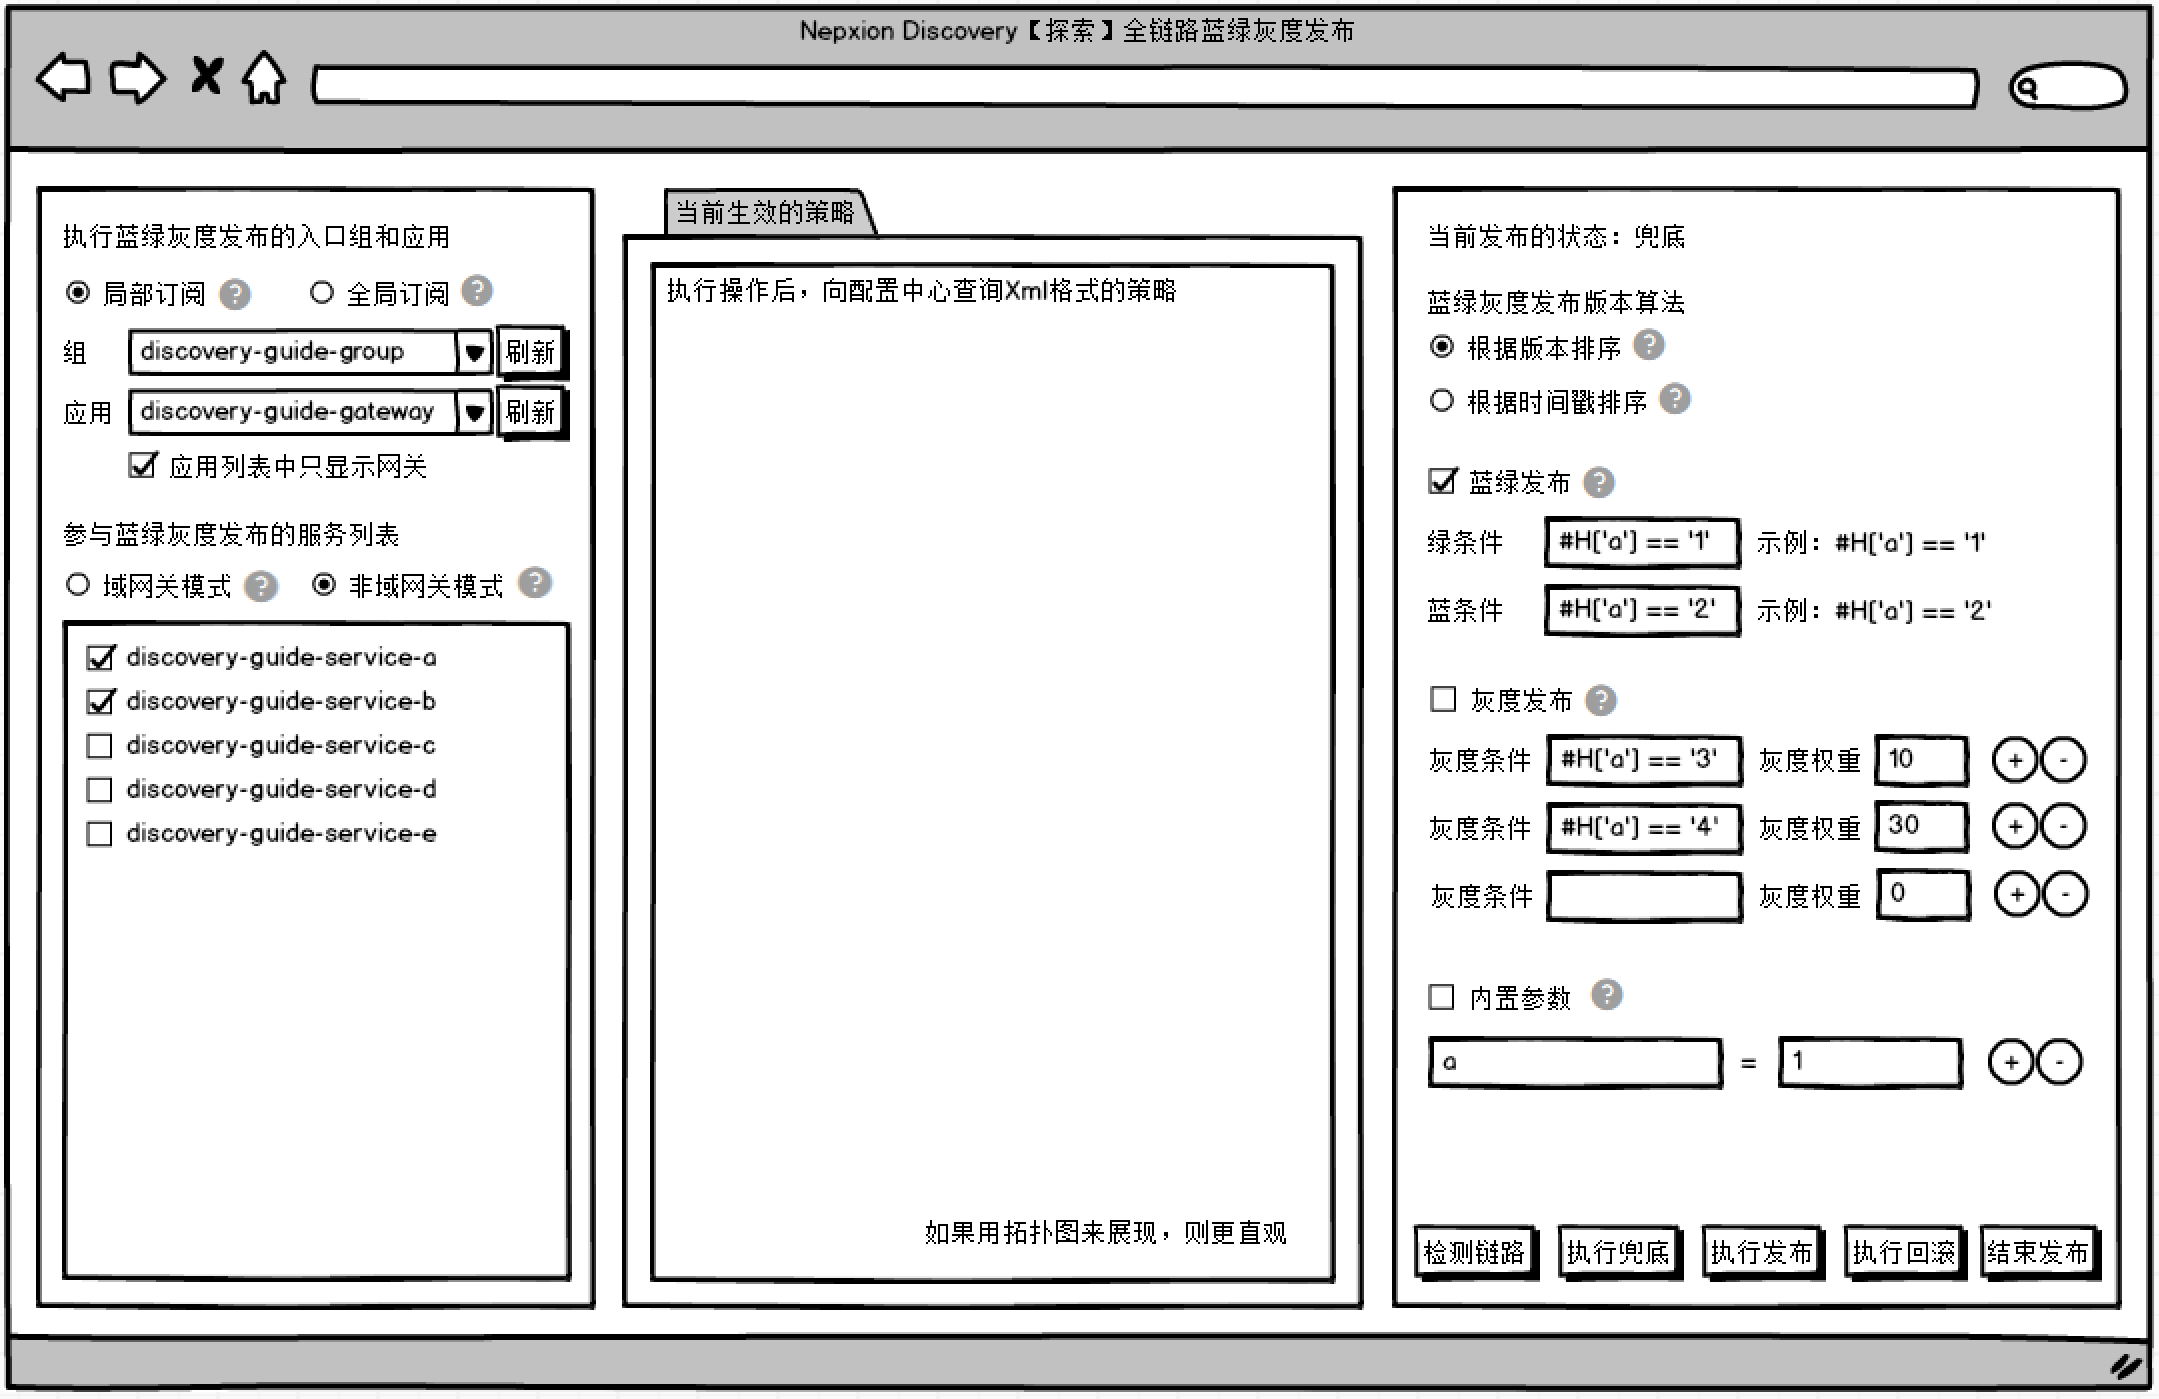 Nepxion Discovery【探索】全链路蓝绿灰度发布
执行蓝绿灰度发布的入口组和应用
局部订阅 ? 全局订阅 ?
组 discovery-guide-group 刷新
应用 discovery-guide-gateway 刷新
应用列表中只显示网关
参与蓝绿灰度发布的服务列表
域网关模式 ? 非域网关模式 ?
discovery-guide-service-a
discovery-guide-service-b
discovery-guide-service-c
discovery-guide-service-d
discovery-guide-service-e
当前生效的策略
执行操作后，向配置中心查询Xml格式的策略
如果用拓扑图来展现，则更直观
当前发布的状态：兜底
蓝绿灰度发布版本算法
根据版本排序 ?
根据时间戳排序 ?
蓝绿发布 ?
绿条件 #H['a'] == '1' 示例：#H['a'] == '1'
蓝条件 #H['a'] == '2' 示例：#H['a'] == '2'
灰度发布 ?
灰度条件 #H['a'] == '3' 灰度权重 10 + -
灰度条件 #H['a'] == '4' 灰度权重 30 + -
灰度条件 灰度权重 0 + -
内置参数 ?
a = 1 + -
检测链路 执行兜底 执行发布 执行回滚 结束发布